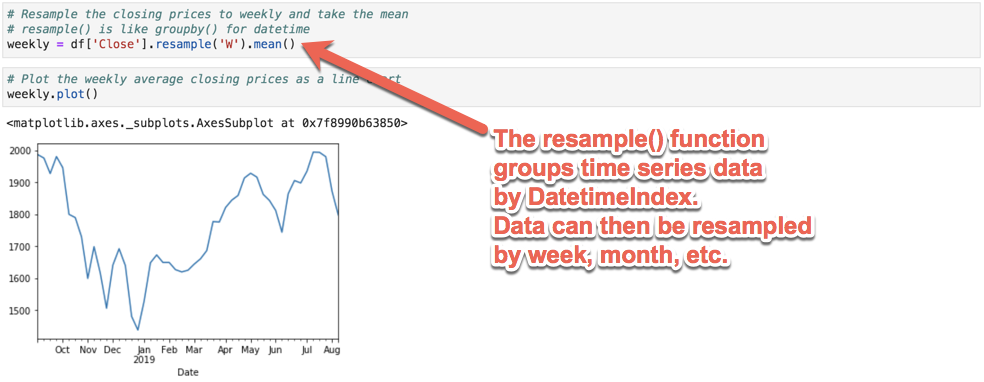 # Resample the closing prices to weekly and take the mean
# resample() is like groupby() for datetime
weekly = df['Close'].resample('W').mean()
# Plot the weekly average closing prices as a line chart
weekly.plot()
<matplotlib.axes._subplots.AxesSubplot at 0x7f8990b63850>
The resample() function
groups time series data
by DatetimeIndex.
Data can then be resampled
by week, month, etc.
2000
1900
1800
1700
1600
1500
Oct Nov Dec Jan Feb Mar Apr May Jun Jul Aug
2019
Date